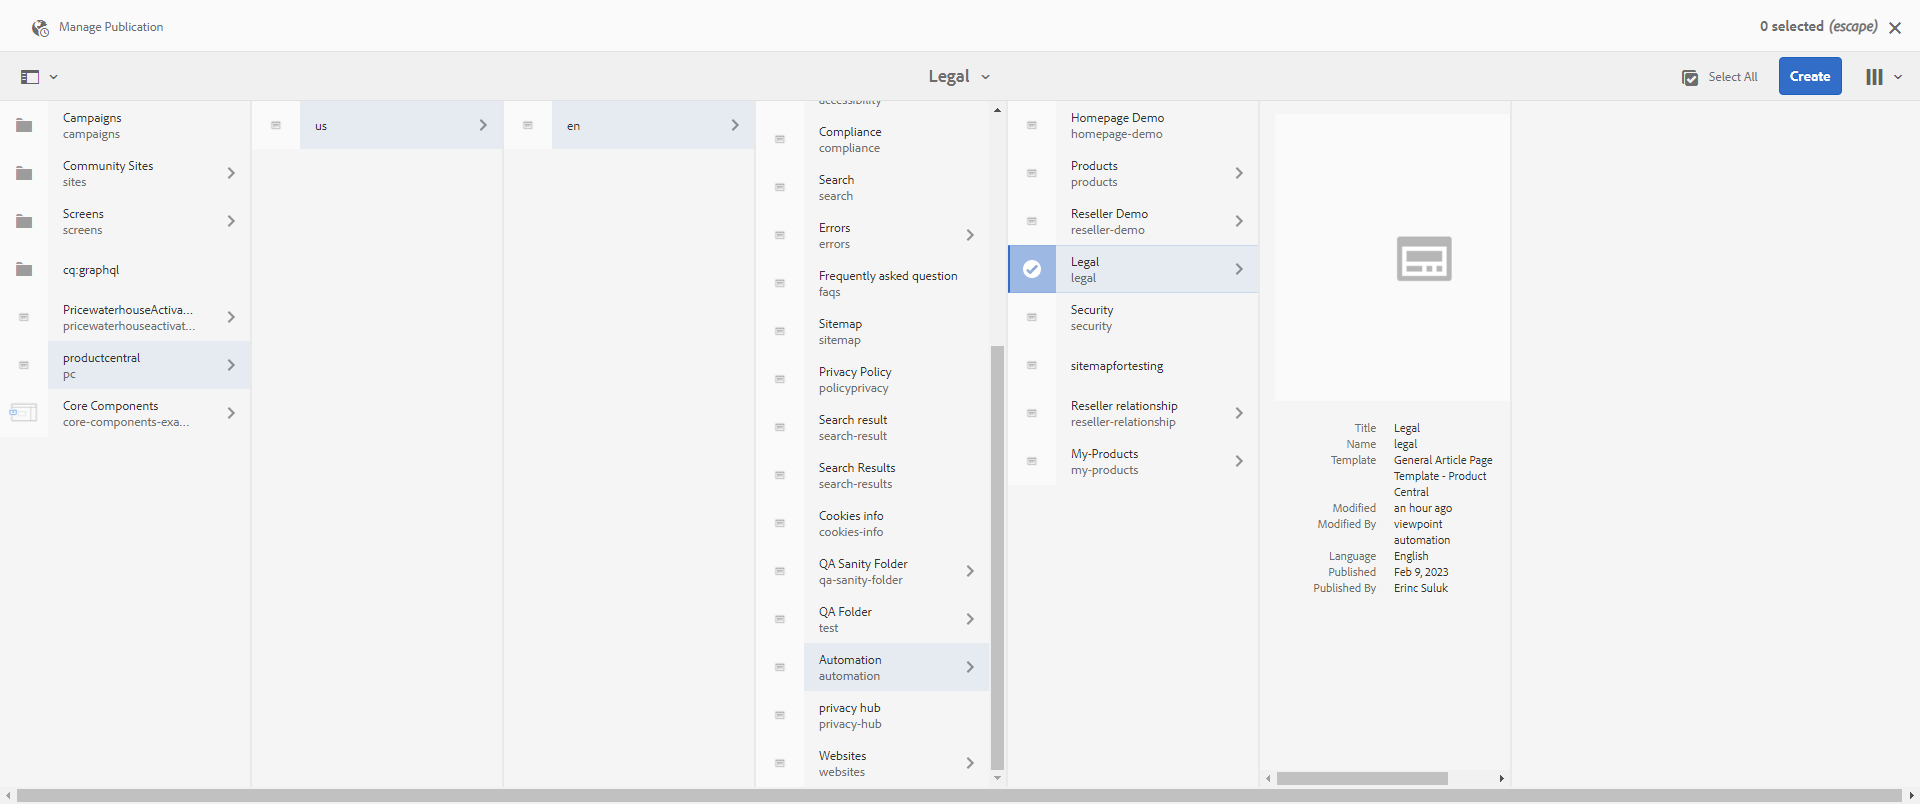 Manage Publication
0 selected (escape)
Legal
Select All
Create
Campaigns
campaigns
Community Sites
sites
Screens
screens
cq:graphql
PricewaterhouseActiva...
pricewaterhouseactivat...
productcentral
pc
Core Components
core-components-exa...
us
en
accessibility
Compliance
compliance
Search
search
Errors
errors
Frequently asked question
faqs
Sitemap
sitemap
Privacy Policy
policyprivacy
Search result
search-result
Search Results
search-results
Cookies info
cookies-info
QA Sanity Folder
qa-sanity-folder
QA Folder
test
Automation
automation
privacy hub
privacy-hub
Websites
websites
Homepage Demo
homepage-demo
Products
products
Reseller Demo
reseller-demo
Legal
legal
Security
security
sitemapfortesting
Reseller relationship
reseller-relationship
My-Products
my-products
Title Legal
Name legal
Template General Article Page
Template - Product
Central
Modified an hour ago
Modified By viewpoint
automation
Language English
Published Feb 9, 2023
Published By Erinc Suluk